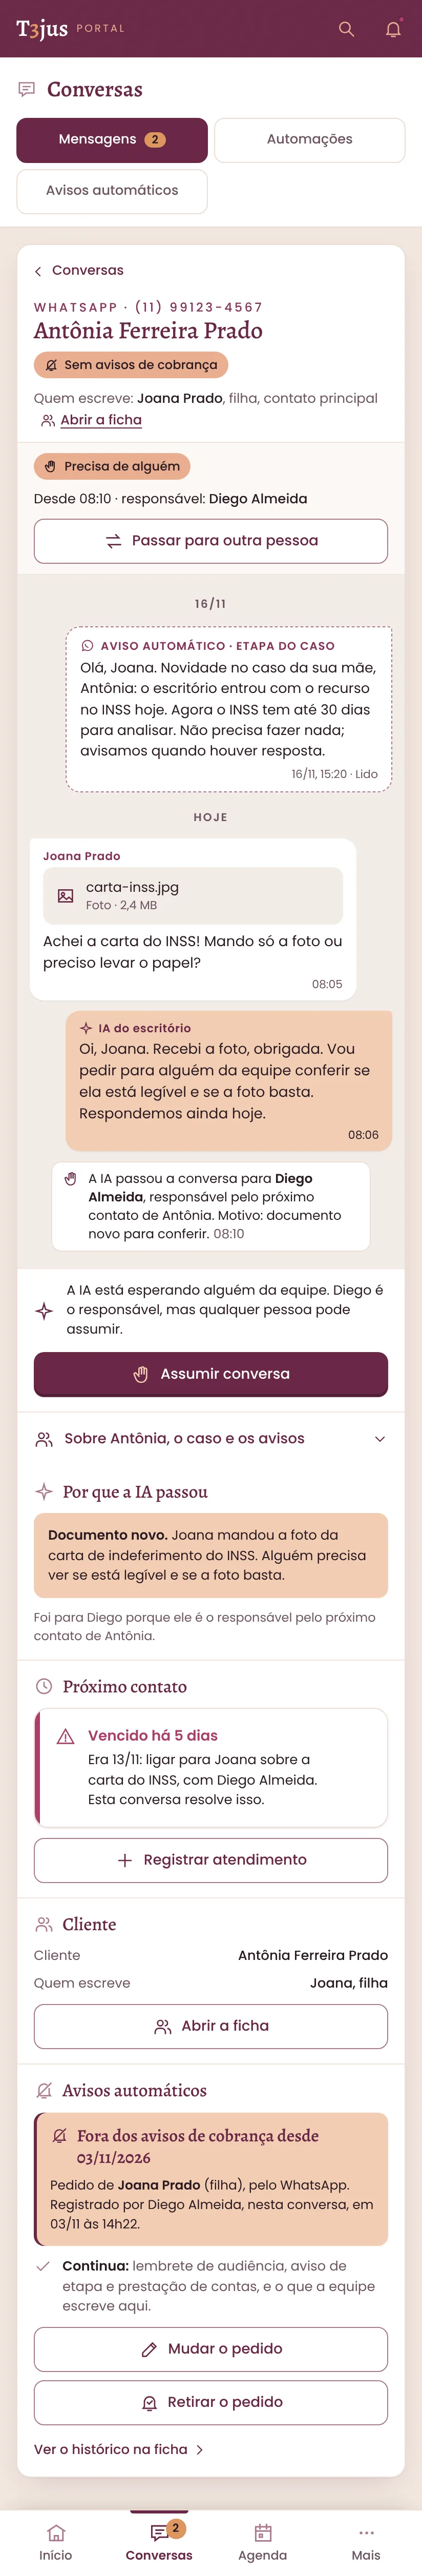 T3jus PORTAL
Conversas
Mensagens 2
Automações
Avisos automáticos
Conversas
WHATSAPP · (11) 99123-4567
Antônia Ferreira Prado
Sem avisos de cobrança
Quem escreve: Joana Prado, filha, contato principal
Abrir a ficha
Precisa de alguém
Desde 08:10 · responsável: Diego Almeida
Passar para outra pessoa
16/11
AVISO AUTOMÁTICO · ETAPA DO CASO
Olá, Joana. Novidade no caso da sua mãe,
Antônia: o escritório entrou com o recurso
no INSS hoje. Agora o INSS tem até 30 dias
para analisar. Não precisa fazer nada;
avisamos quando houver resposta.
16/11, 15:20 · Lido
HOJE
Joana Prado
carta-inss.jpg
Foto · 2,4 MB
Achei a carta do INSS! Mando só a foto ou
preciso levar o papel?
08:05
IA do escritório
Oi, Joana. Recebi a foto, obrigada. Vou
pedir para alguém da equipe conferir se
ela está legível e se a foto basta.
Respondemos ainda hoje.
08:06
A IA passou a conversa para Diego
Almeida, responsável pelo próximo
contato de Antônia. Motivo: documento
novo para conferir. 08:10
A IA está esperando alguém da equipe. Diego é
o responsável, mas qualquer pessoa pode
assumir.
Assumir conversa
Sobre Antônia, o caso e os avisos
Por que a IA passou
Documento novo. Joana mandou a foto da
carta de indeferimento do INSS. Alguém precisa
ver se está legível e se a foto basta.
Foi para Diego porque ele é o responsável pelo próximo
contato de Antônia.
Próximo contato
Vencido há 5 dias
Era 13/11: ligar para Joana sobre a
carta do INSS, com Diego Almeida.
Esta conversa resolve isso.
Registrar atendimento
Cliente
Cliente Antônia Ferreira Prado
Quem escreve Joana, filha
Abrir a ficha
Avisos automáticos
Fora dos avisos de cobrança desde
03/11/2026
Pedido de Joana Prado (filha), pelo WhatsApp.
Registrado por Diego Almeida, nesta conversa, em
03/11 às 14h22.
Continua: lembrete de audiência, aviso de
etapa e prestação de contas, e o que a equipe
escreve aqui.
Mudar o pedido
Retirar o pedido
Ver o histórico na ficha
2
Início Conversas Agenda Mais